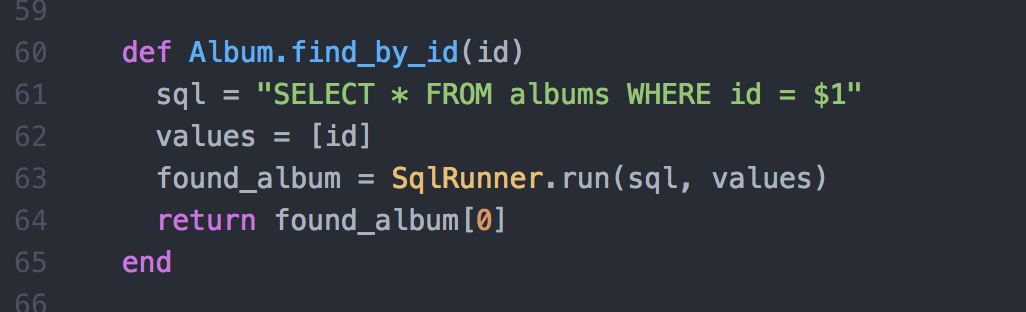 59
60 def Album.find_by_id(id)
61 sql = "SELECT * FROM albums WHERE id = $1"
62 values = [id]
63 found_album = SqlRunner.run(sql, values)
64 return found_album[0]
65 end
66